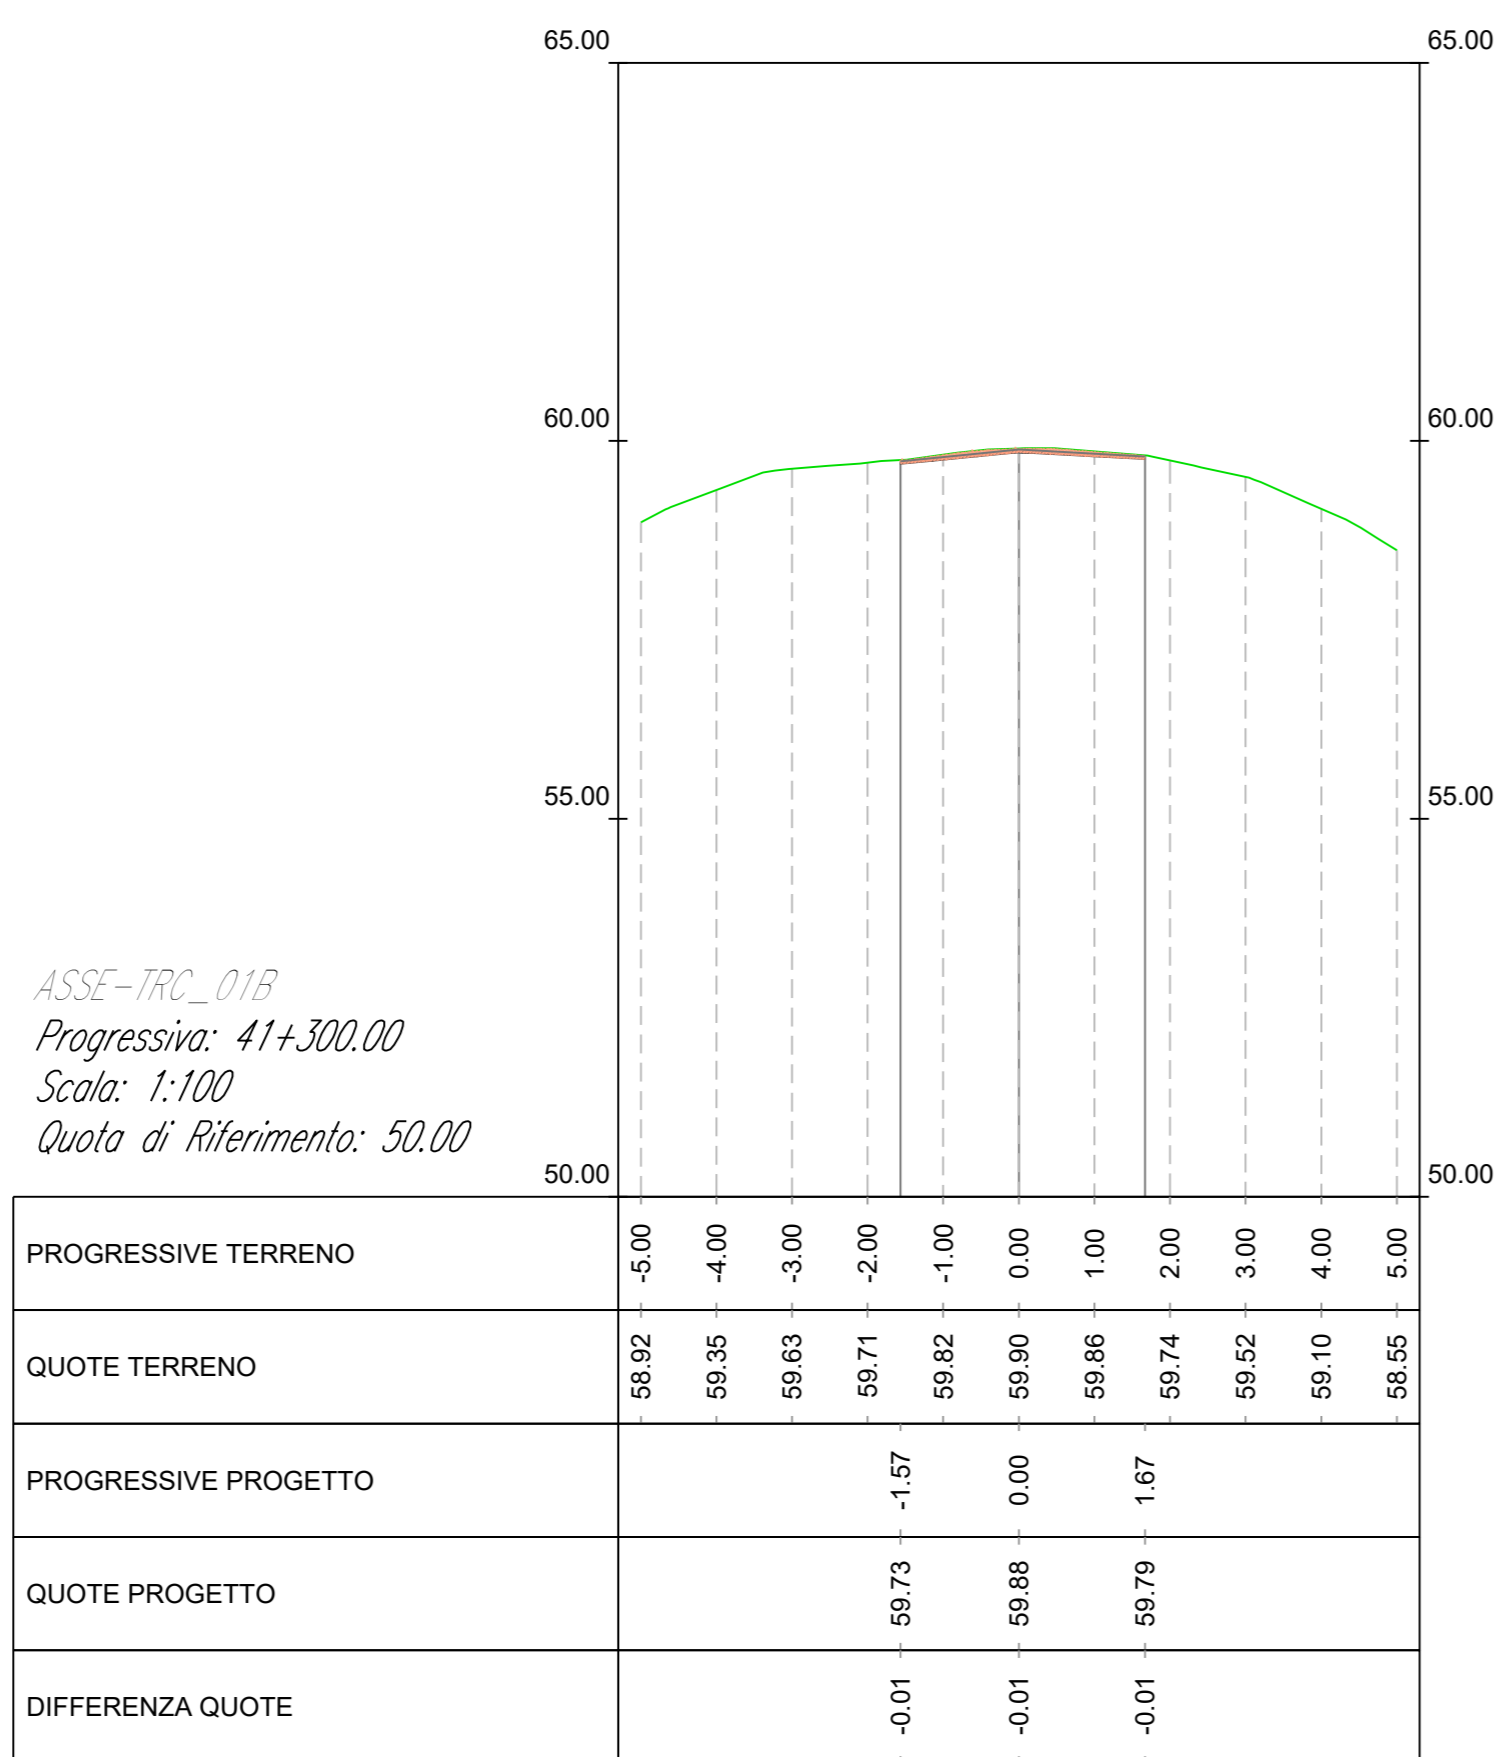 65.00 65.00
60.00 60.00
55.00 55.00
ASSE-TRC_01B
Progressiva: 41+300.00
Scala: 1:100
Quota di Riferimento: 50.00
50.00 50.00
PROGRESSIVE TERRENO -5.00 -4.00 -3.00 -2.00 -1.00 0.00 1.00 2.00 3.00 4.00 5.00
QUOTE TERRENO 58.92 59.35 59.63 59.71 59.82 59.90 59.86 59.74 59.52 59.10 58.55
PROGRESSIVE PROGETTO -1.57 0.00 1.67
QUOTE PROGETTO 59.73 59.88 59.79
DIFFERENZA QUOTE -0.01 -0.01 -0.01